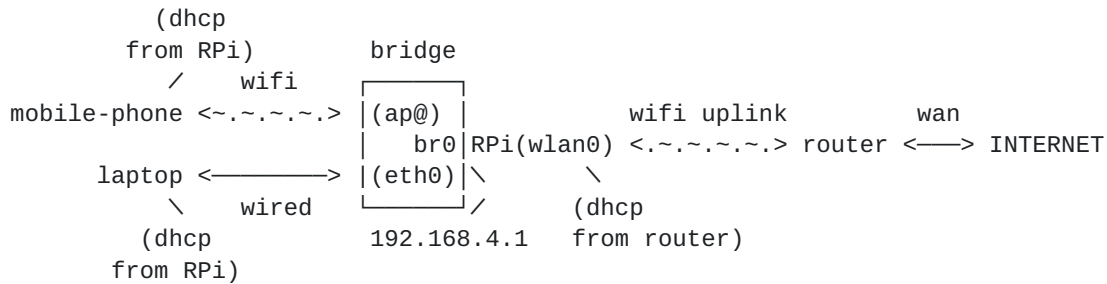 (dhcp
from RPi) bridge
/ wifi ┌──────┐
mobile-phone <~.~.~.~.> |(ap@) | wifi uplink wan
| br0|RPi(wlan0) <.~.~.~.~.> router <──> INTERNET
laptop <────────> |(eth0)|\ \
\ wired └──────┘/ (dhcp
(dhcp 192.168.4.1 from router)
from RPi)